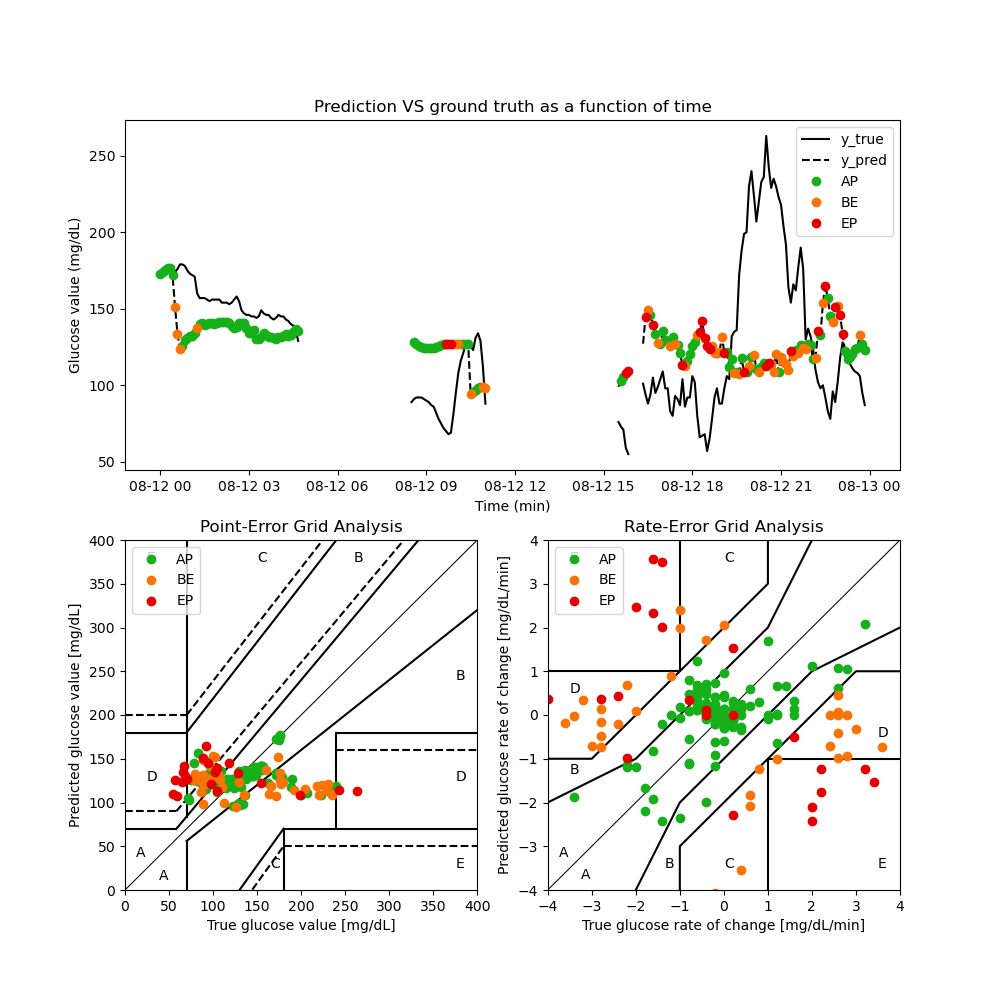 Prediction VS ground truth as a function of time
Glucose value (mg/dL)
250
200
150
100
50
y_true
y_pred
AP
BE
EP
08-12 00 08-12 03 08-12 06 08-12 09 08-12 12 08-12 15 08-12 18 08-12 21 08-13 00
Time (min)
Point-Error Grid Analysis
Predicted glucose value [mg/dL]
400
350
300
250
200
150
100
50
0
AP
BE
EP
C
B
B
D
D
A
A
C
E
0 50 100 150 200 250 300 350 400
True glucose value [mg/dL]
Rate-Error Grid Analysis
Predicted glucose rate of change [mg/dL/min]
4
3
2
1
0
−1
−2
−3
−4
AP
BE
EP
C
D
D
B
A
A
B
C
E
−4 −3 −2 −1 0 1 2 3 4
True glucose rate of change [mg/dL/min]